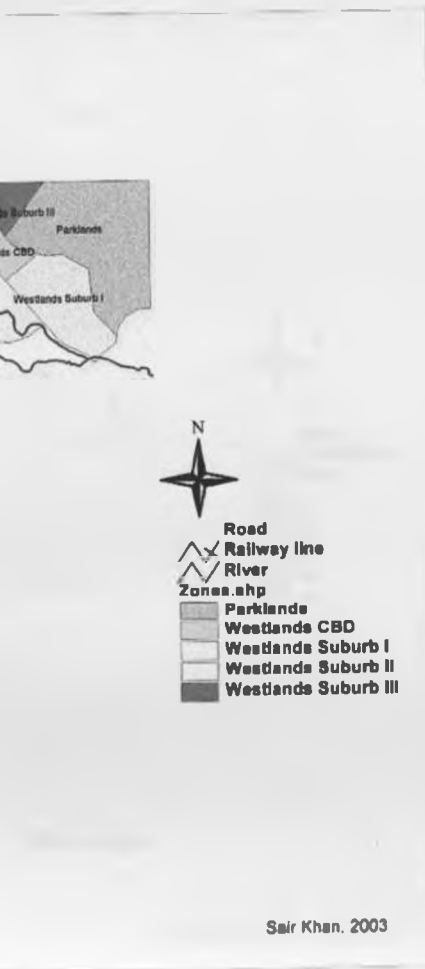 Suburb III
Parklands
CBD
Westlands Suburb I
N
Road
Railway line
River
Zones.shp
Parklands
Westlands CBD
Westlands Suburb I
Westlands Suburb II
Westlands Suburb III
Sair Khan, 2003